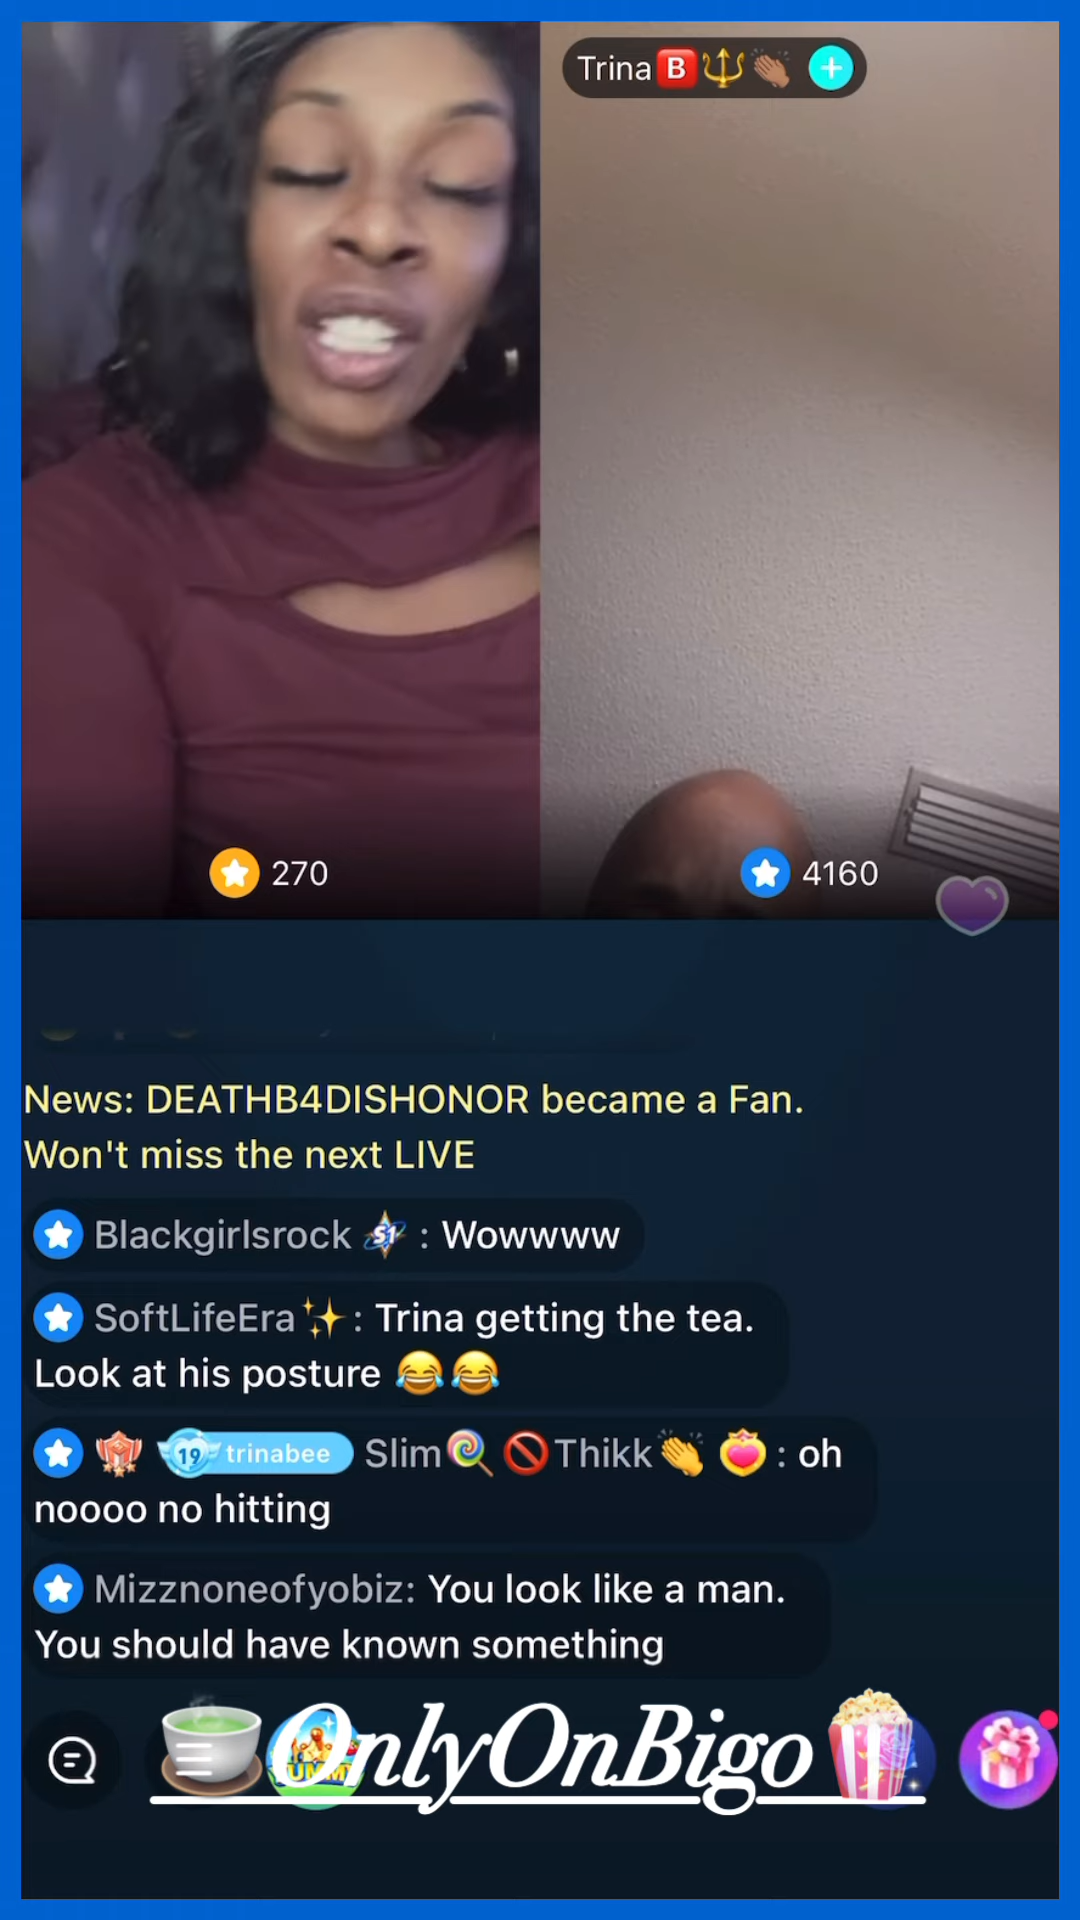 Trina🅱️🔱👏🏽
270
4160
News: DEATHB4DISHONOR became a Fan.
Won't miss the next LIVE
Blackgirlsrock S1 : Wowwww
SoftLifeEra✨: Trina getting the tea.
Look at his posture 😂😂
19 trinabee Slim🍭🚫Thikk👏 : oh
noooo no hitting
Mizznoneofyobiz: You look like a man.
You should have known something
🍵OnlyOnBigo🍿